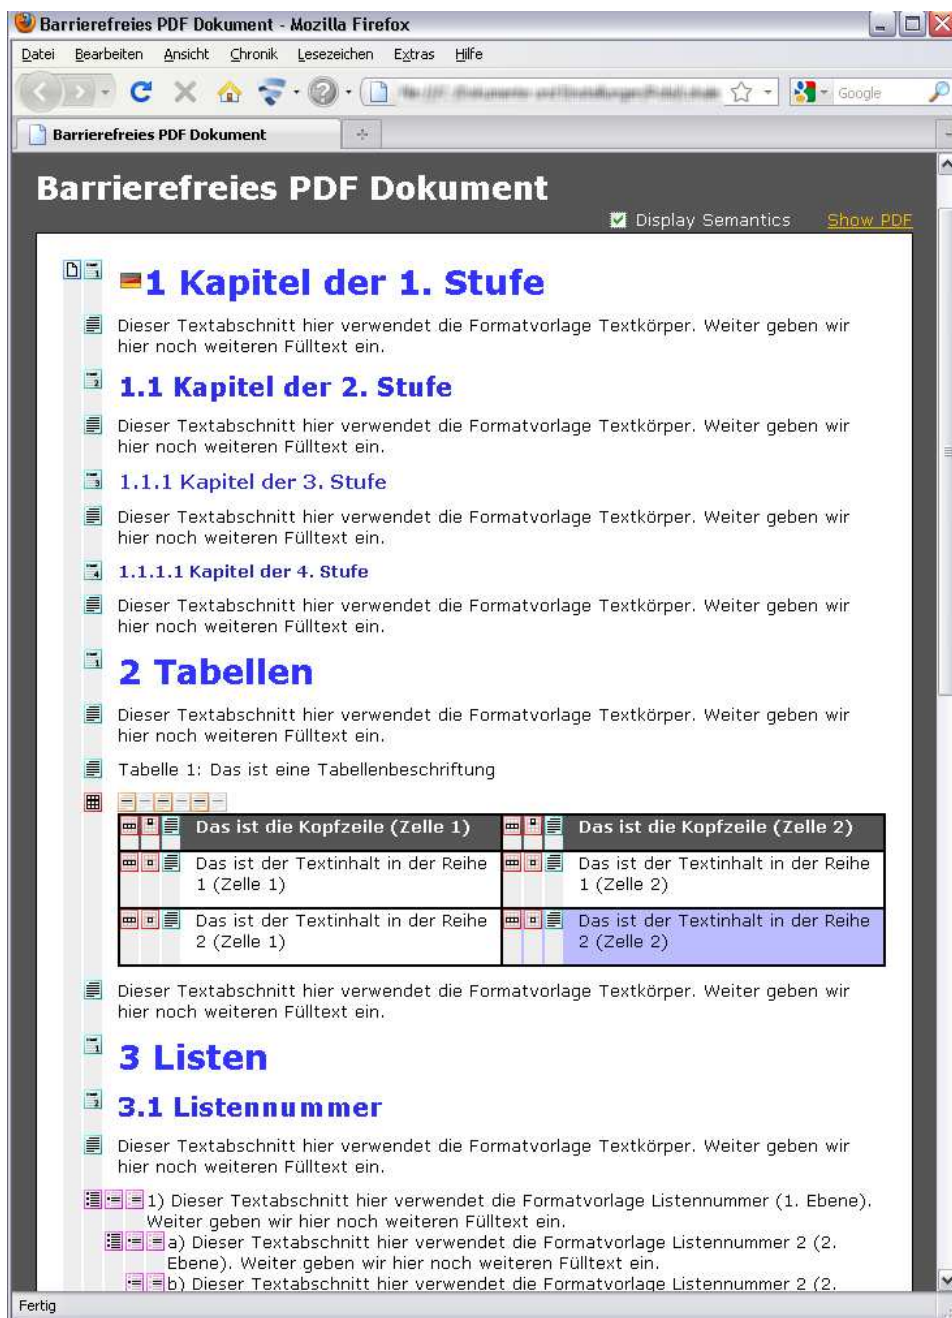 Barrierefreies PDF Dokument - Mozilla Firefox
Datei Bearbeiten Ansicht Chronik Lesezeichen Extras Hilfe
Google
Barrierefreies PDF Dokument
Barrierefreies PDF Dokument
Display Semantics Show PDF
1 Kapitel der 1. Stufe
Dieser Textabschnitt hier verwendet die Formatvorlage Textkörper. Weiter geben wir
hier noch weiteren Fülltext ein.
1.1 Kapitel der 2. Stufe
Dieser Textabschnitt hier verwendet die Formatvorlage Textkörper. Weiter geben wir
hier noch weiteren Fülltext ein.
1.1.1 Kapitel der 3. Stufe
Dieser Textabschnitt hier verwendet die Formatvorlage Textkörper. Weiter geben wir
hier noch weiteren Fülltext ein.
1.1.1.1 Kapitel der 4. Stufe
Dieser Textabschnitt hier verwendet die Formatvorlage Textkörper. Weiter geben wir
hier noch weiteren Fülltext ein.
2 Tabellen
Dieser Textabschnitt hier verwendet die Formatvorlage Textkörper. Weiter geben wir
hier noch weiteren Fülltext ein.
Tabelle 1: Das ist eine Tabellenbeschriftung
Das ist die Kopfzeile (Zelle 1) Das ist die Kopfzeile (Zelle 2)
Das ist der Textinhalt in der Reihe
1 (Zelle 1)
Das ist der Textinhalt in der Reihe
1 (Zelle 2)
Das ist der Textinhalt in der Reihe
2 (Zelle 1)
Das ist der Textinhalt in der Reihe
2 (Zelle 2)
Dieser Textabschnitt hier verwendet die Formatvorlage Textkörper. Weiter geben wir
hier noch weiteren Fülltext ein.
3 Listen
3.1 Listennummer
Dieser Textabschnitt hier verwendet die Formatvorlage Textkörper. Weiter geben wir
hier noch weiteren Fülltext ein.
1) Dieser Textabschnitt hier verwendet die Formatvorlage Listennummer (1. Ebene).
Weiter geben wir hier noch weiteren Fülltext ein.
a) Dieser Textabschnitt hier verwendet die Formatvorlage Listennummer 2 (2.
Ebene). Weiter geben wir hier noch weiteren Fülltext ein.
b) Dieser Textabschnitt hier verwendet die Formatvorlage Listennummer 2 (2.
Fertig